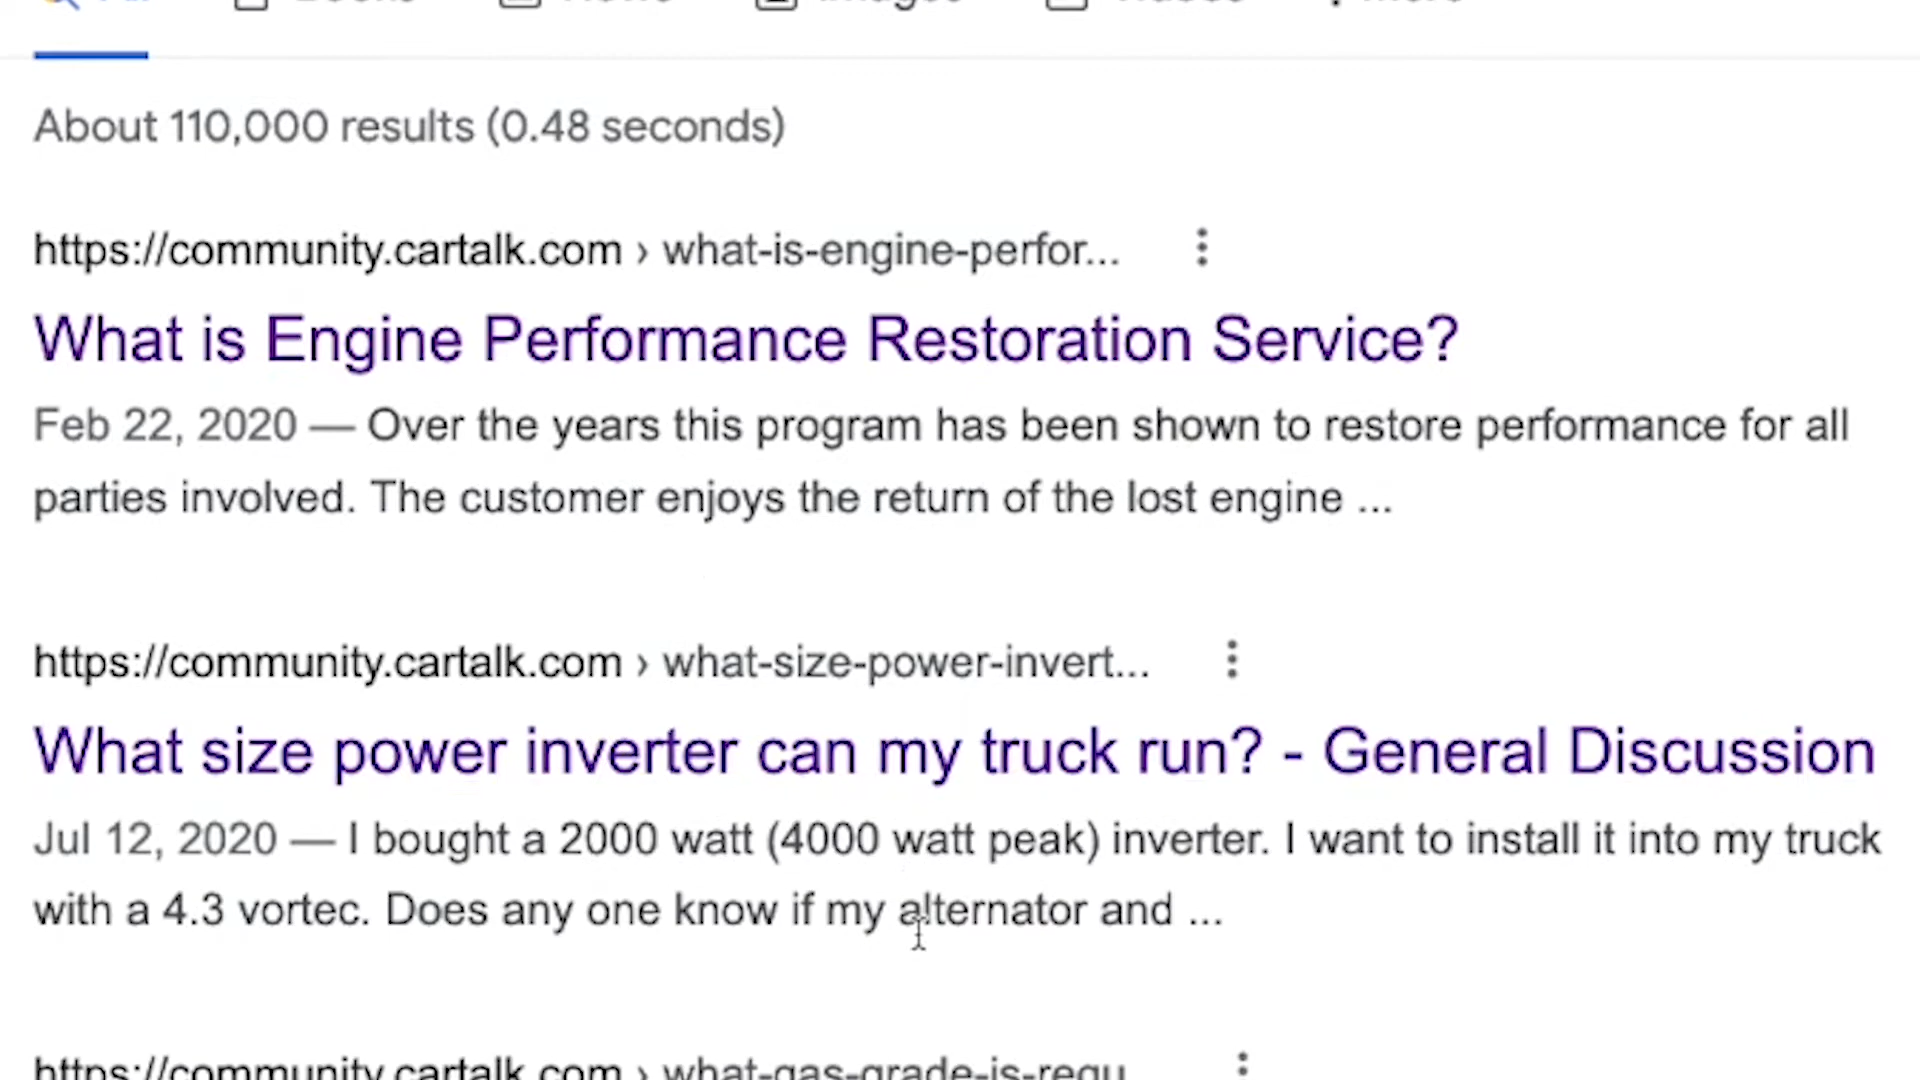 About 110,000 results (0.48 seconds)
https://community.cartalk.com › what-is-engine-perfor...
What is Engine Performance Restoration Service?
Feb 22, 2020 — Over the years this program has been shown to restore performance for all
parties involved. The customer enjoys the return of the lost engine ...
https://community.cartalk.com › what-size-power-invert...
What size power inverter can my truck run? - General Discussion
Jul 12, 2020 — I bought a 2000 watt (4000 watt peak) inverter. I want to install it into my truck
with a 4.3 vortec. Does any one know if my alternator and ...
https://community.cartalk.com › what-gas-grade-is-requ...